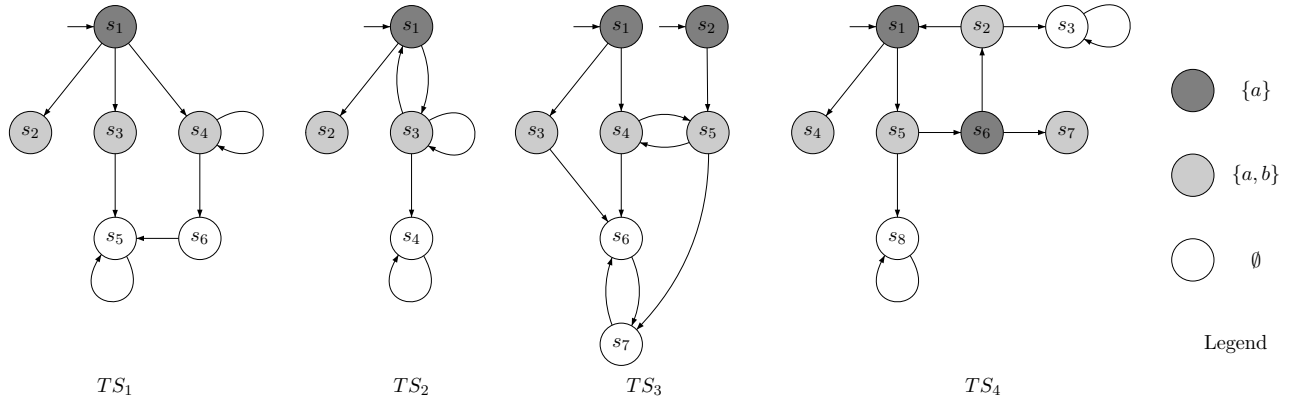 s₁ s₁ s₁ s₂ s₁ s₂ s₃
{a}
s₂ s₃ s₄ s₂ s₃ s₃ s₄ s₅ s₄ s₅ s₆ s₇
{a, b}
s₅ s₆ s₄ s₆ s₈
∅
s₇
Legend
TS₁ TS₂ TS₃ TS₄